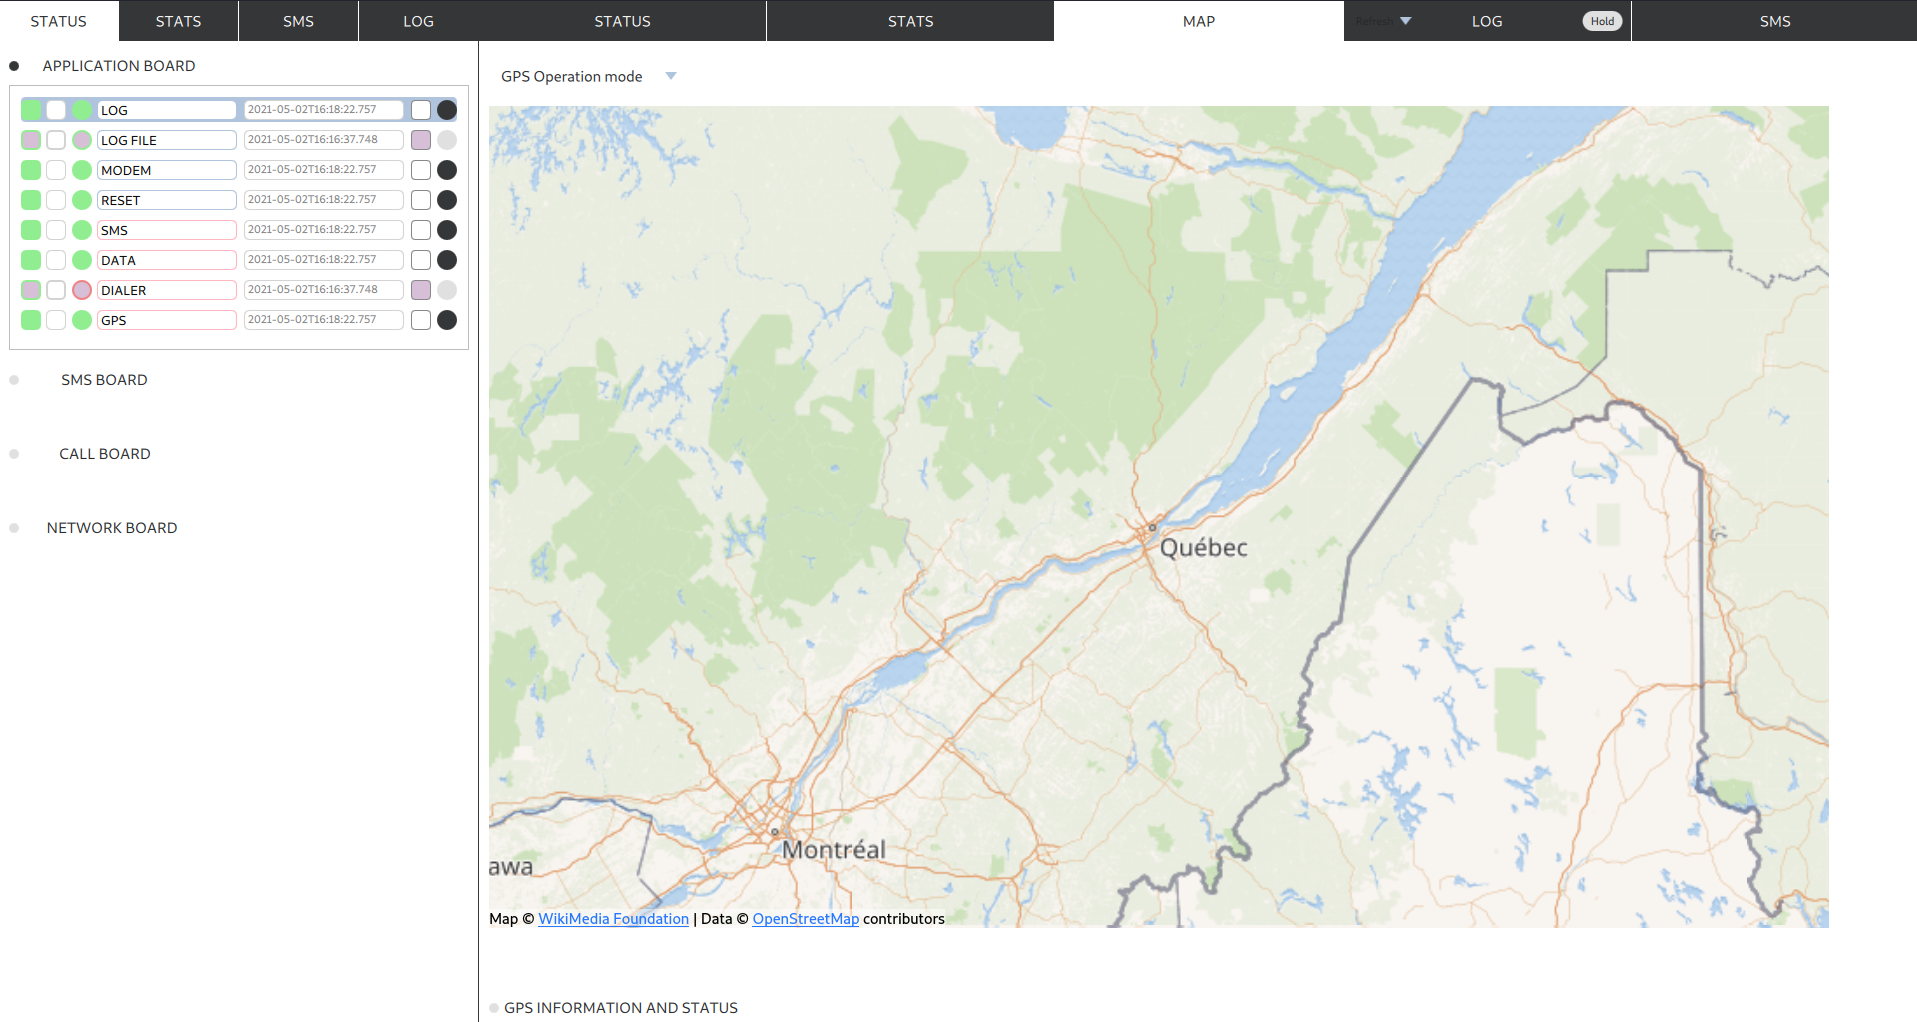 STATUS STATS SMS LOG STATUS STATS MAP Refresh LOG Hold SMS
APPLICATION BOARD
LOG 2021-05-02T16:18:22.757
LOG FILE 2021-05-02T16:16:37.748
MODEM 2021-05-02T16:18:22.757
RESET 2021-05-02T16:18:22.757
SMS 2021-05-02T16:18:22.757
DATA 2021-05-02T16:18:22.757
DIALER 2021-05-02T16:16:37.748
GPS 2021-05-02T16:18:22.757
SMS BOARD
CALL BOARD
NETWORK BOARD
GPS Operation mode
Québec
Montréal
awa
Map © WikiMedia Foundation | Data © OpenStreetMap contributors
GPS INFORMATION AND STATUS